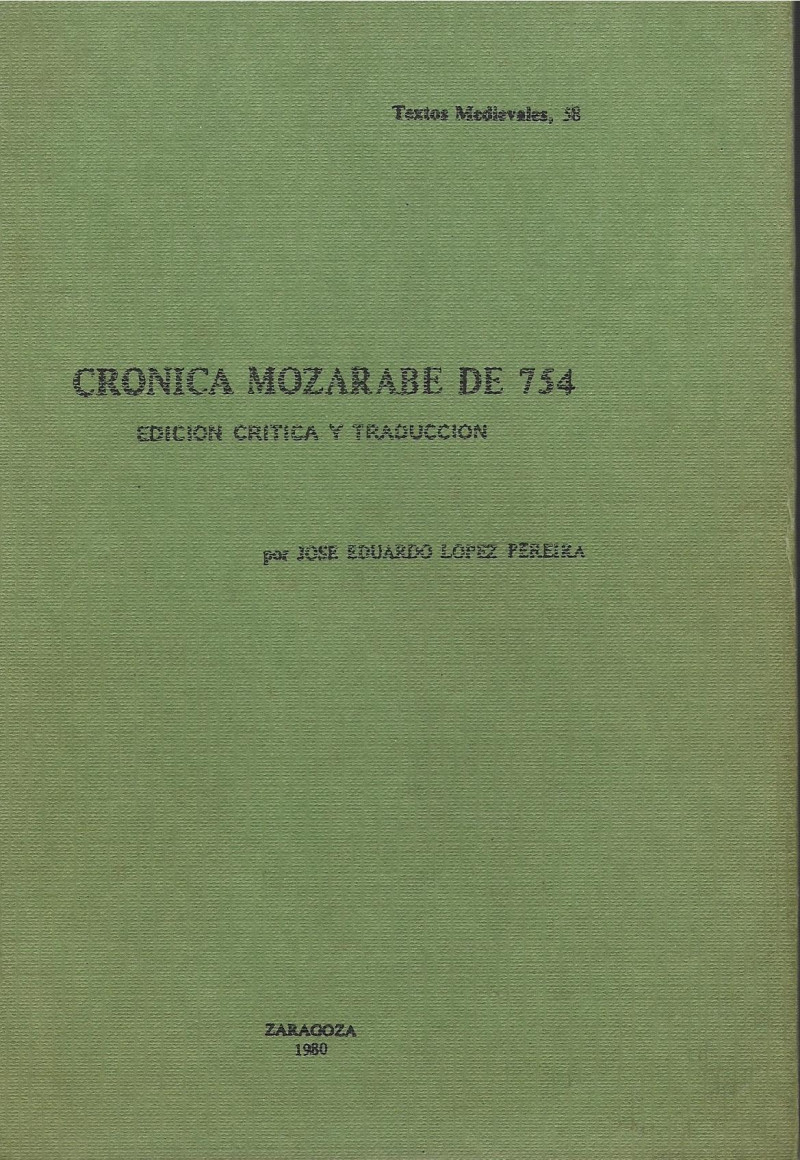 Textos Medievales, 58
CRONICA MOZARABE DE 754
EDICION CRITICA Y TRADUCCION
por JOSE EDUARDO LOPEZ PEREIRA
ZARAGOZA
1980